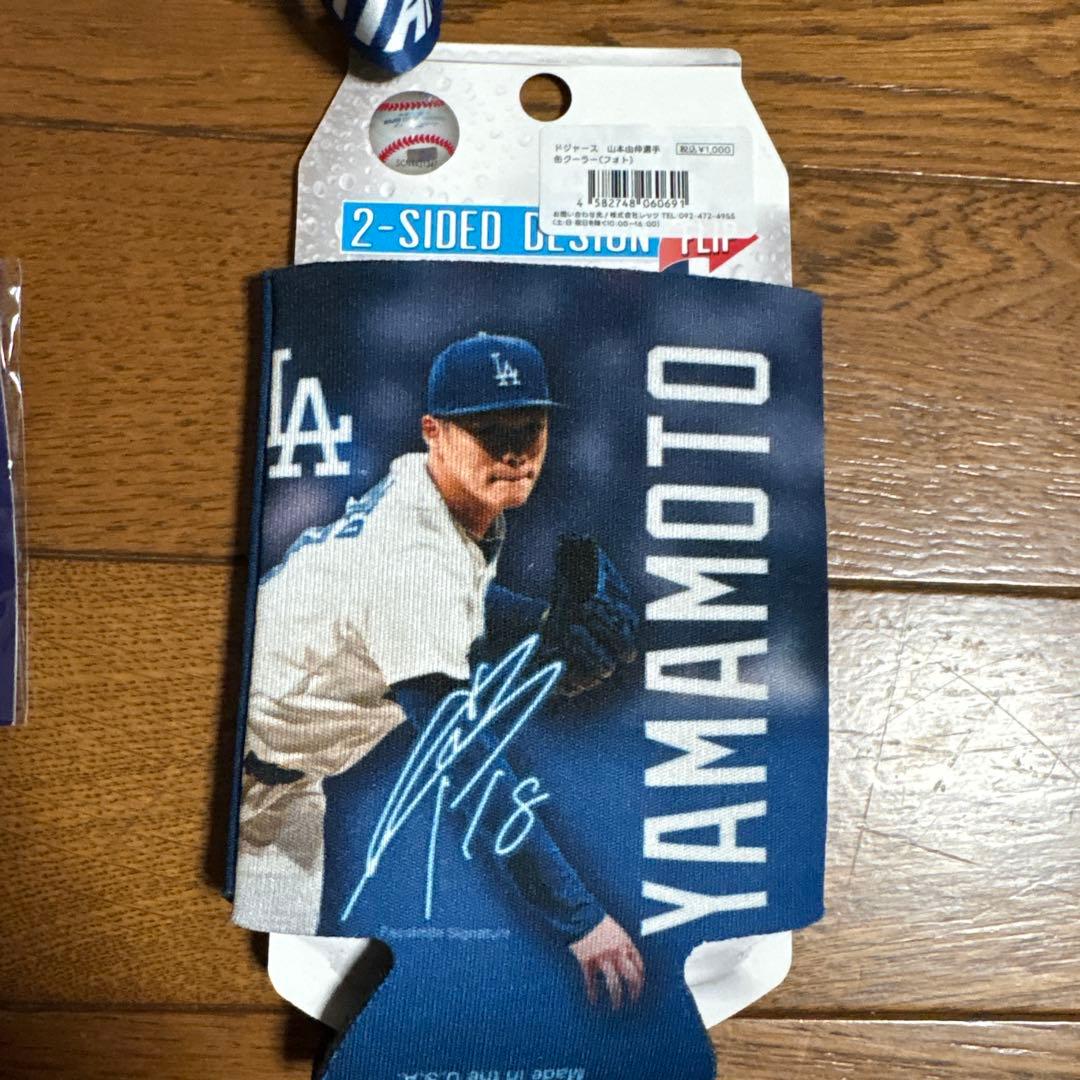 ドジャース 山本由伸選手 税込¥1,000
缶クーラー(フォト)
4 582748 060691
お問い合わせ先/株式会社レッツ TEL:092-472-4955
(土・日・祝日を除く10:00~16:00)
2-SIDED DESIGN FLIP
LA
LA
YAMAMOTO
18
Facsimile Signature
Made in the U.S.A.